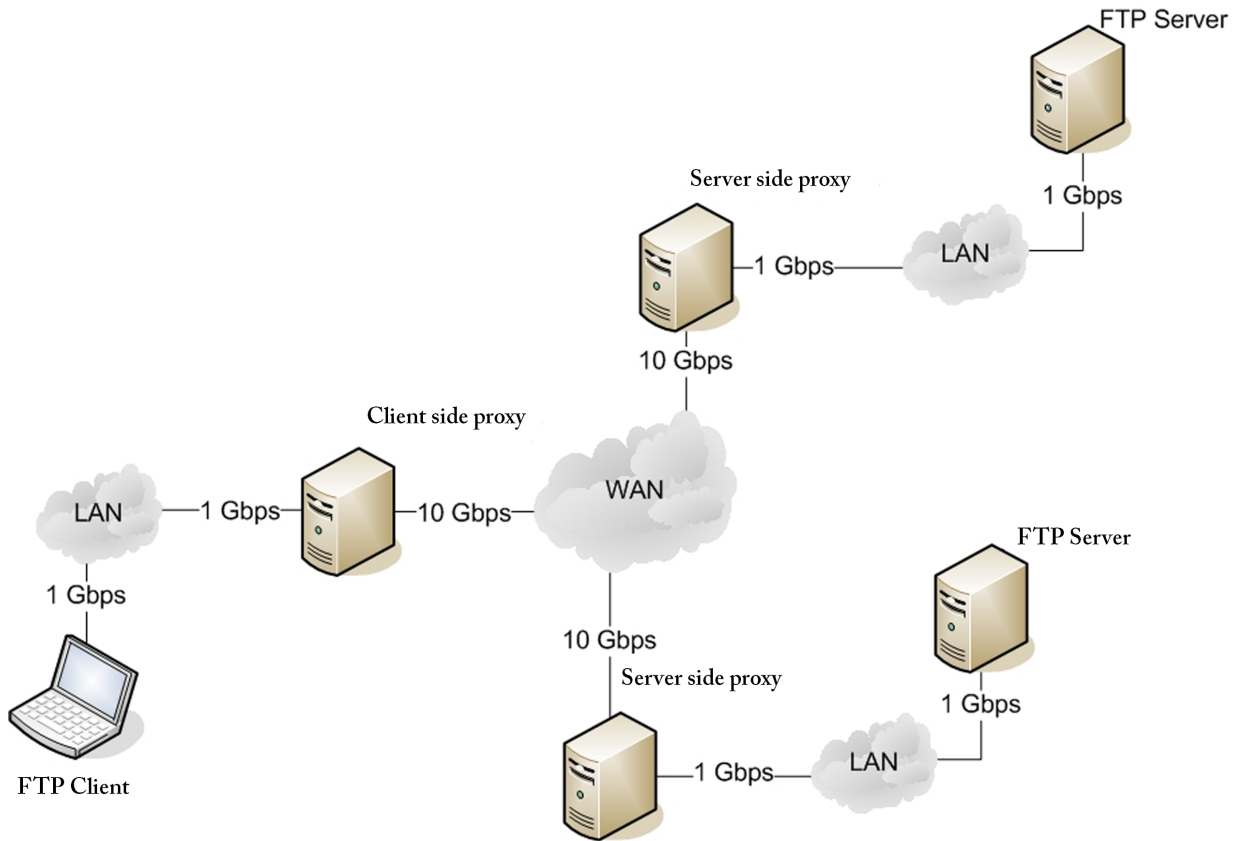 FTP Server
Server side proxy
1 Gbps
LAN
1 Gbps
10 Gbps
Client side proxy
WAN
LAN
1 Gbps
10 Gbps
FTP Server
1 Gbps
10 Gbps
Server side proxy
1 Gbps
LAN
1 Gbps
FTP Client